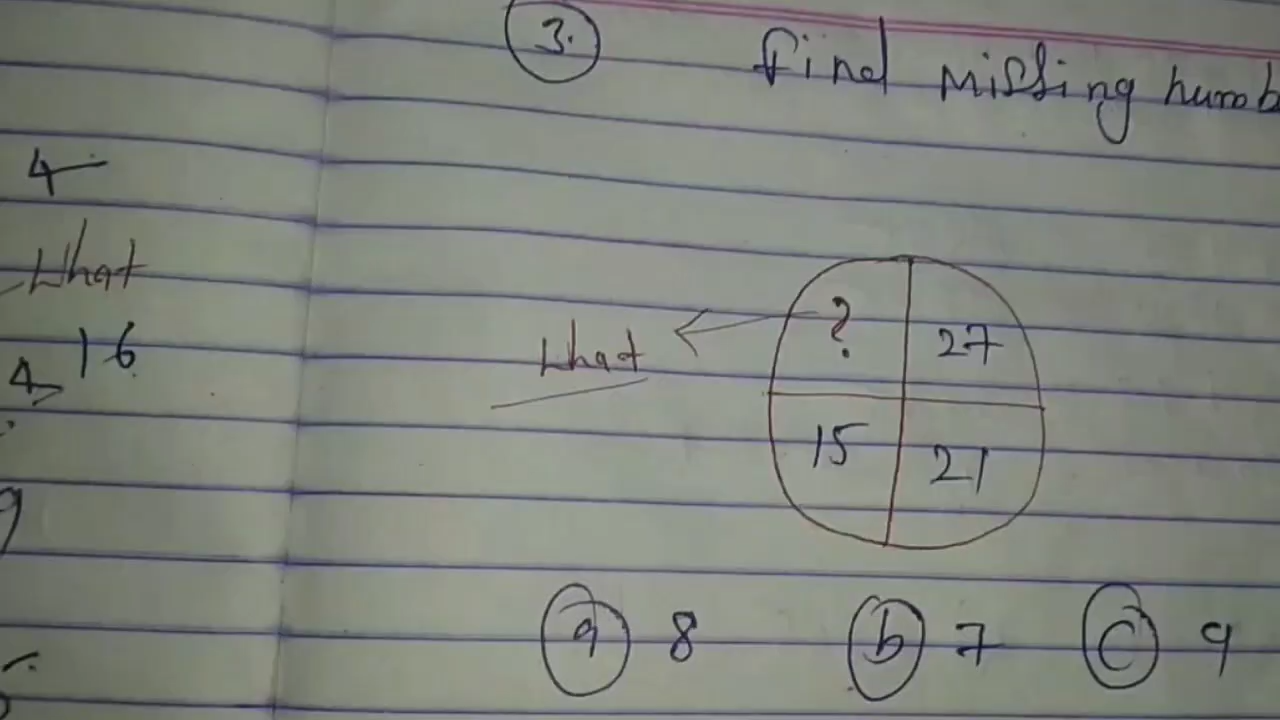 3.
Find missing numb
4
What
16
4
? 27
What
15 21
a 8 b 7 c 9